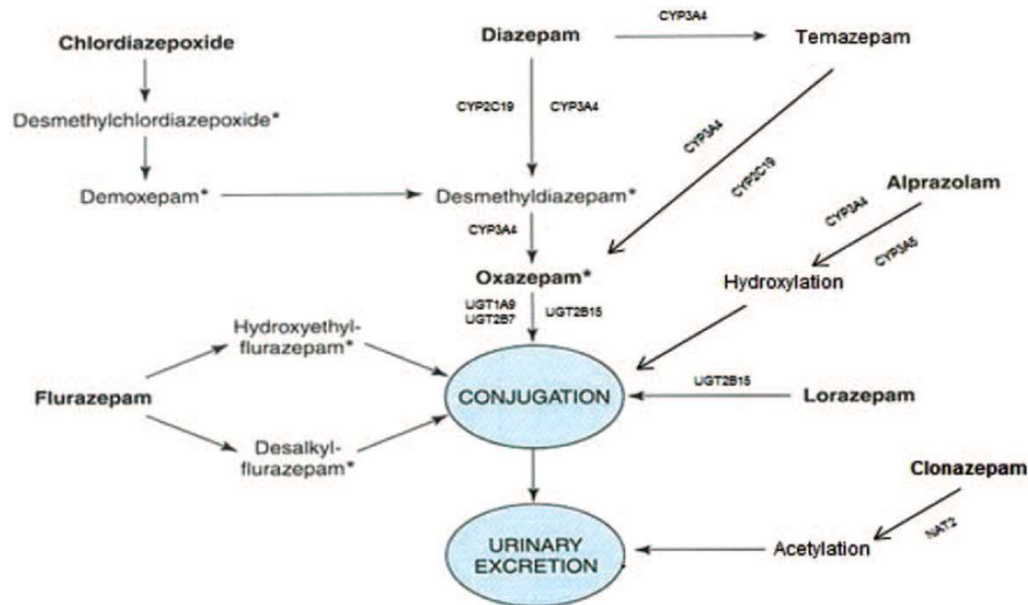 Chlordiazepoxide
Desmethylchlordiazepoxide*
Demoxepam*
Diazepam
CYP3A4
Temazepam
CYP2C19
CYP3A4
CYP3A4
CYP2C19
Desmethyldiazepam*
CYP3A4
Oxazepam*
Alprazolam
CYP3A4
CYP3A5
Hydroxylation
UGT1A9
UGT2B7
UGT2B15
Hydroxyethyl-
flurazepam*
Flurazepam
Desalkyl-
flurazepam*
CONJUGATION
UGT2B15
Lorazepam
Clonazepam
NAT2
Acetylation
URINARY
EXCRETION